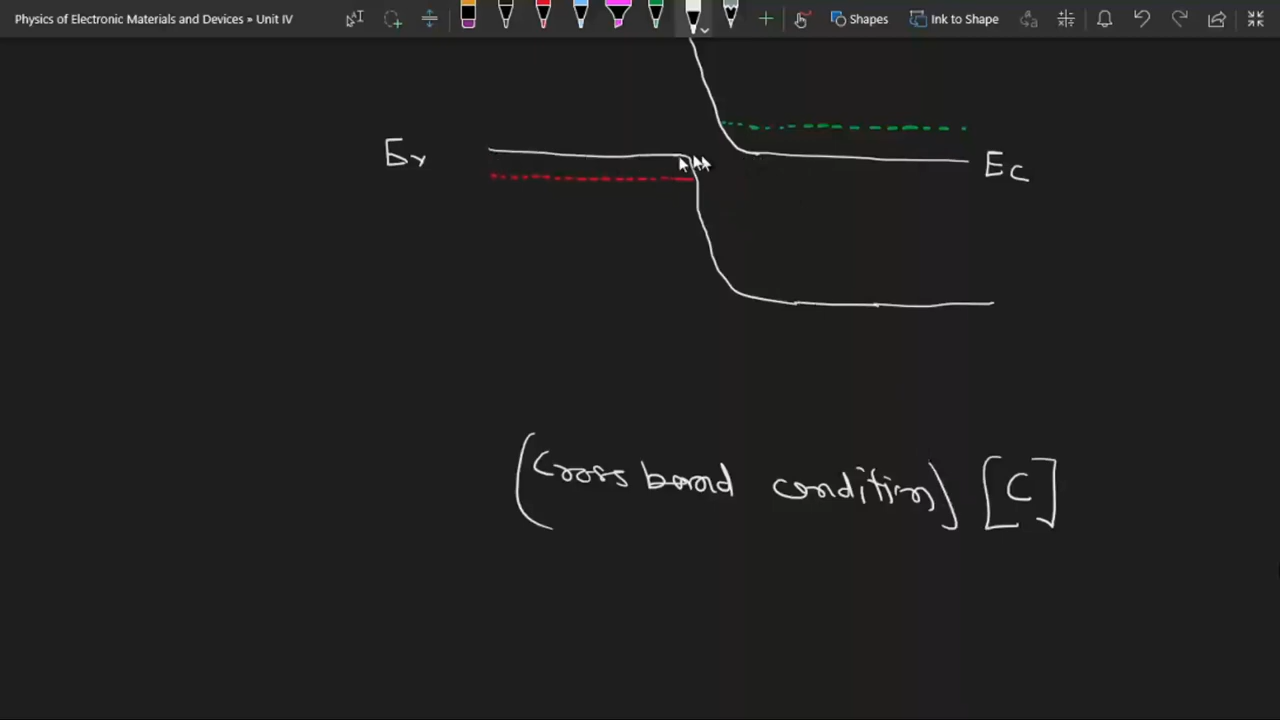 Physics of Electronic Materials and Devices » Unit IV
Shapes
Ink to Shape
Ev
Ec
(Cross band condition) [C]